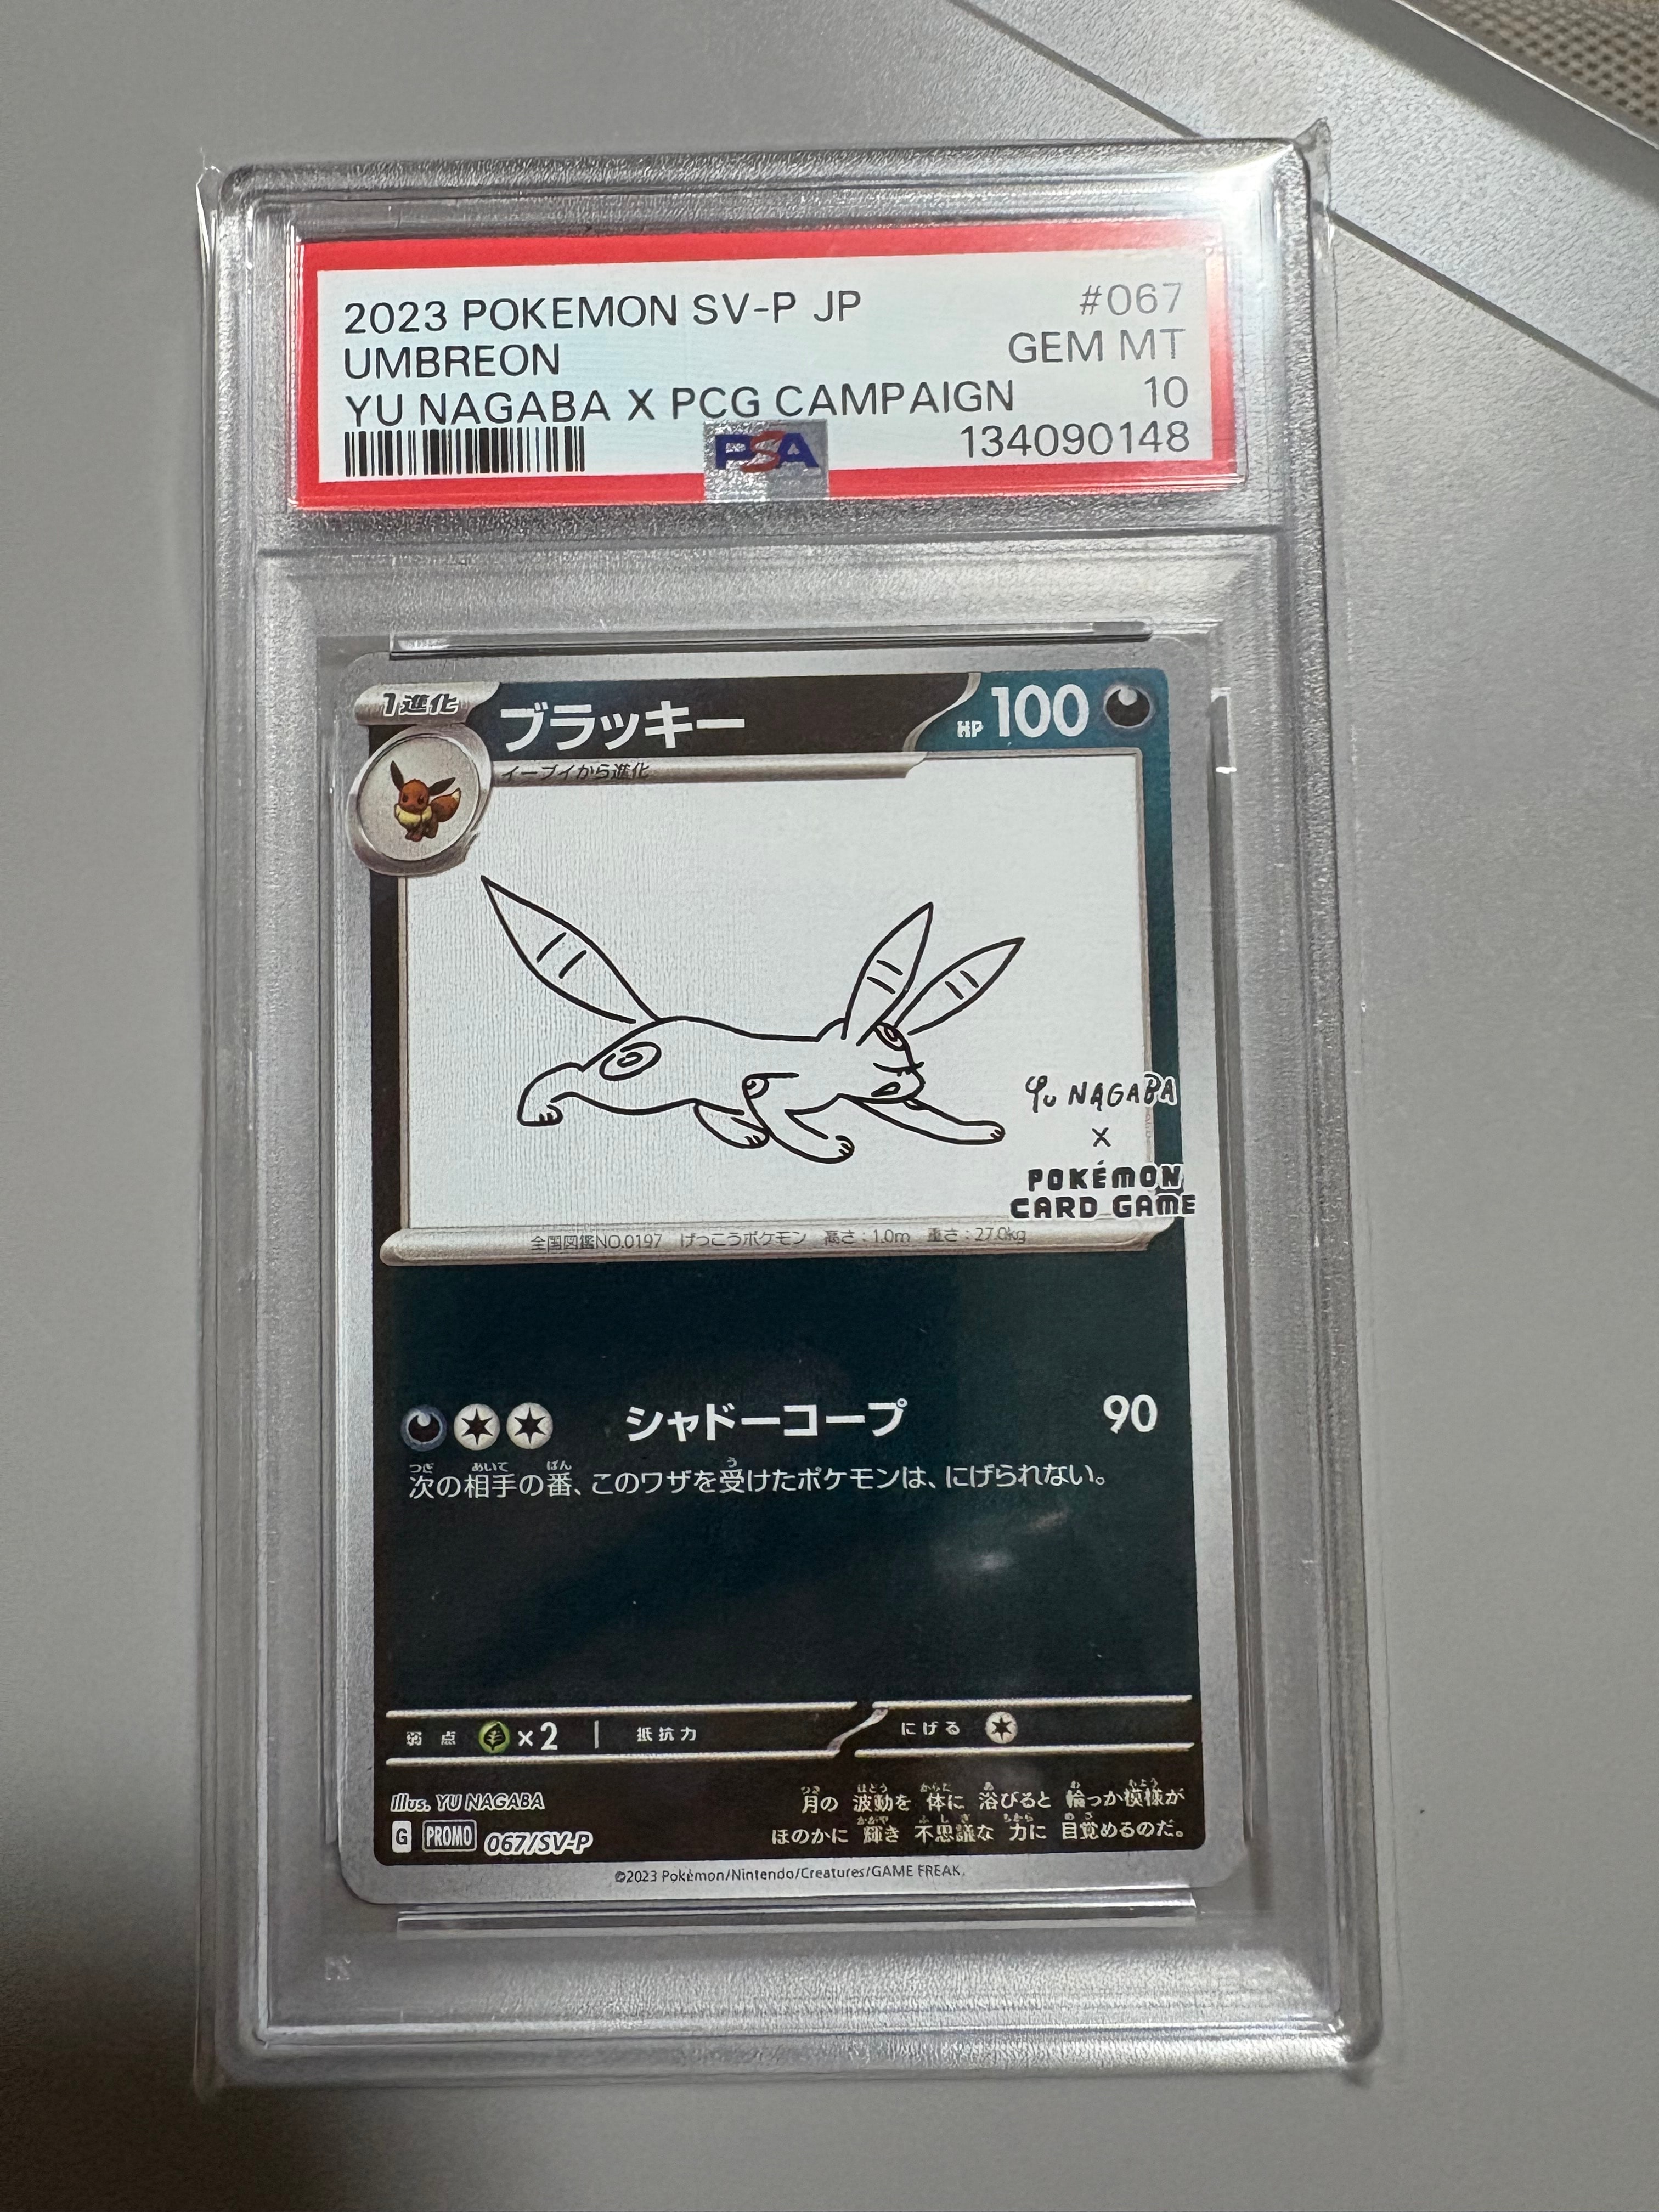 2023 POKEMON SV-P JP #067
UMBREON GEM MT
YU NAGABA X PCG CAMPAIGN 10
PSA 134090148
1進化 ブラッキー HP 100
イーブイから進化
Yu NAGABA
×
POKÉMON
CARD GAME
全国図鑑NO.0197 げっこうポケモン 高さ:1.0m 重さ:27.0kg
シャドーコープ 90
次の相手の番、このワザを受けたポケモンは、にげられない。
弱点 ×2 抵抗力 にげる
Illus. YU NAGABA
G PROMO 067/SV-P
月の 波動を 体に 浴びると 輪っか模様が
ほのかに 輝き 不思議な 力に 目覚めるのだ。
©2023 Pokémon/Nintendo/Creatures/GAME FREAK.